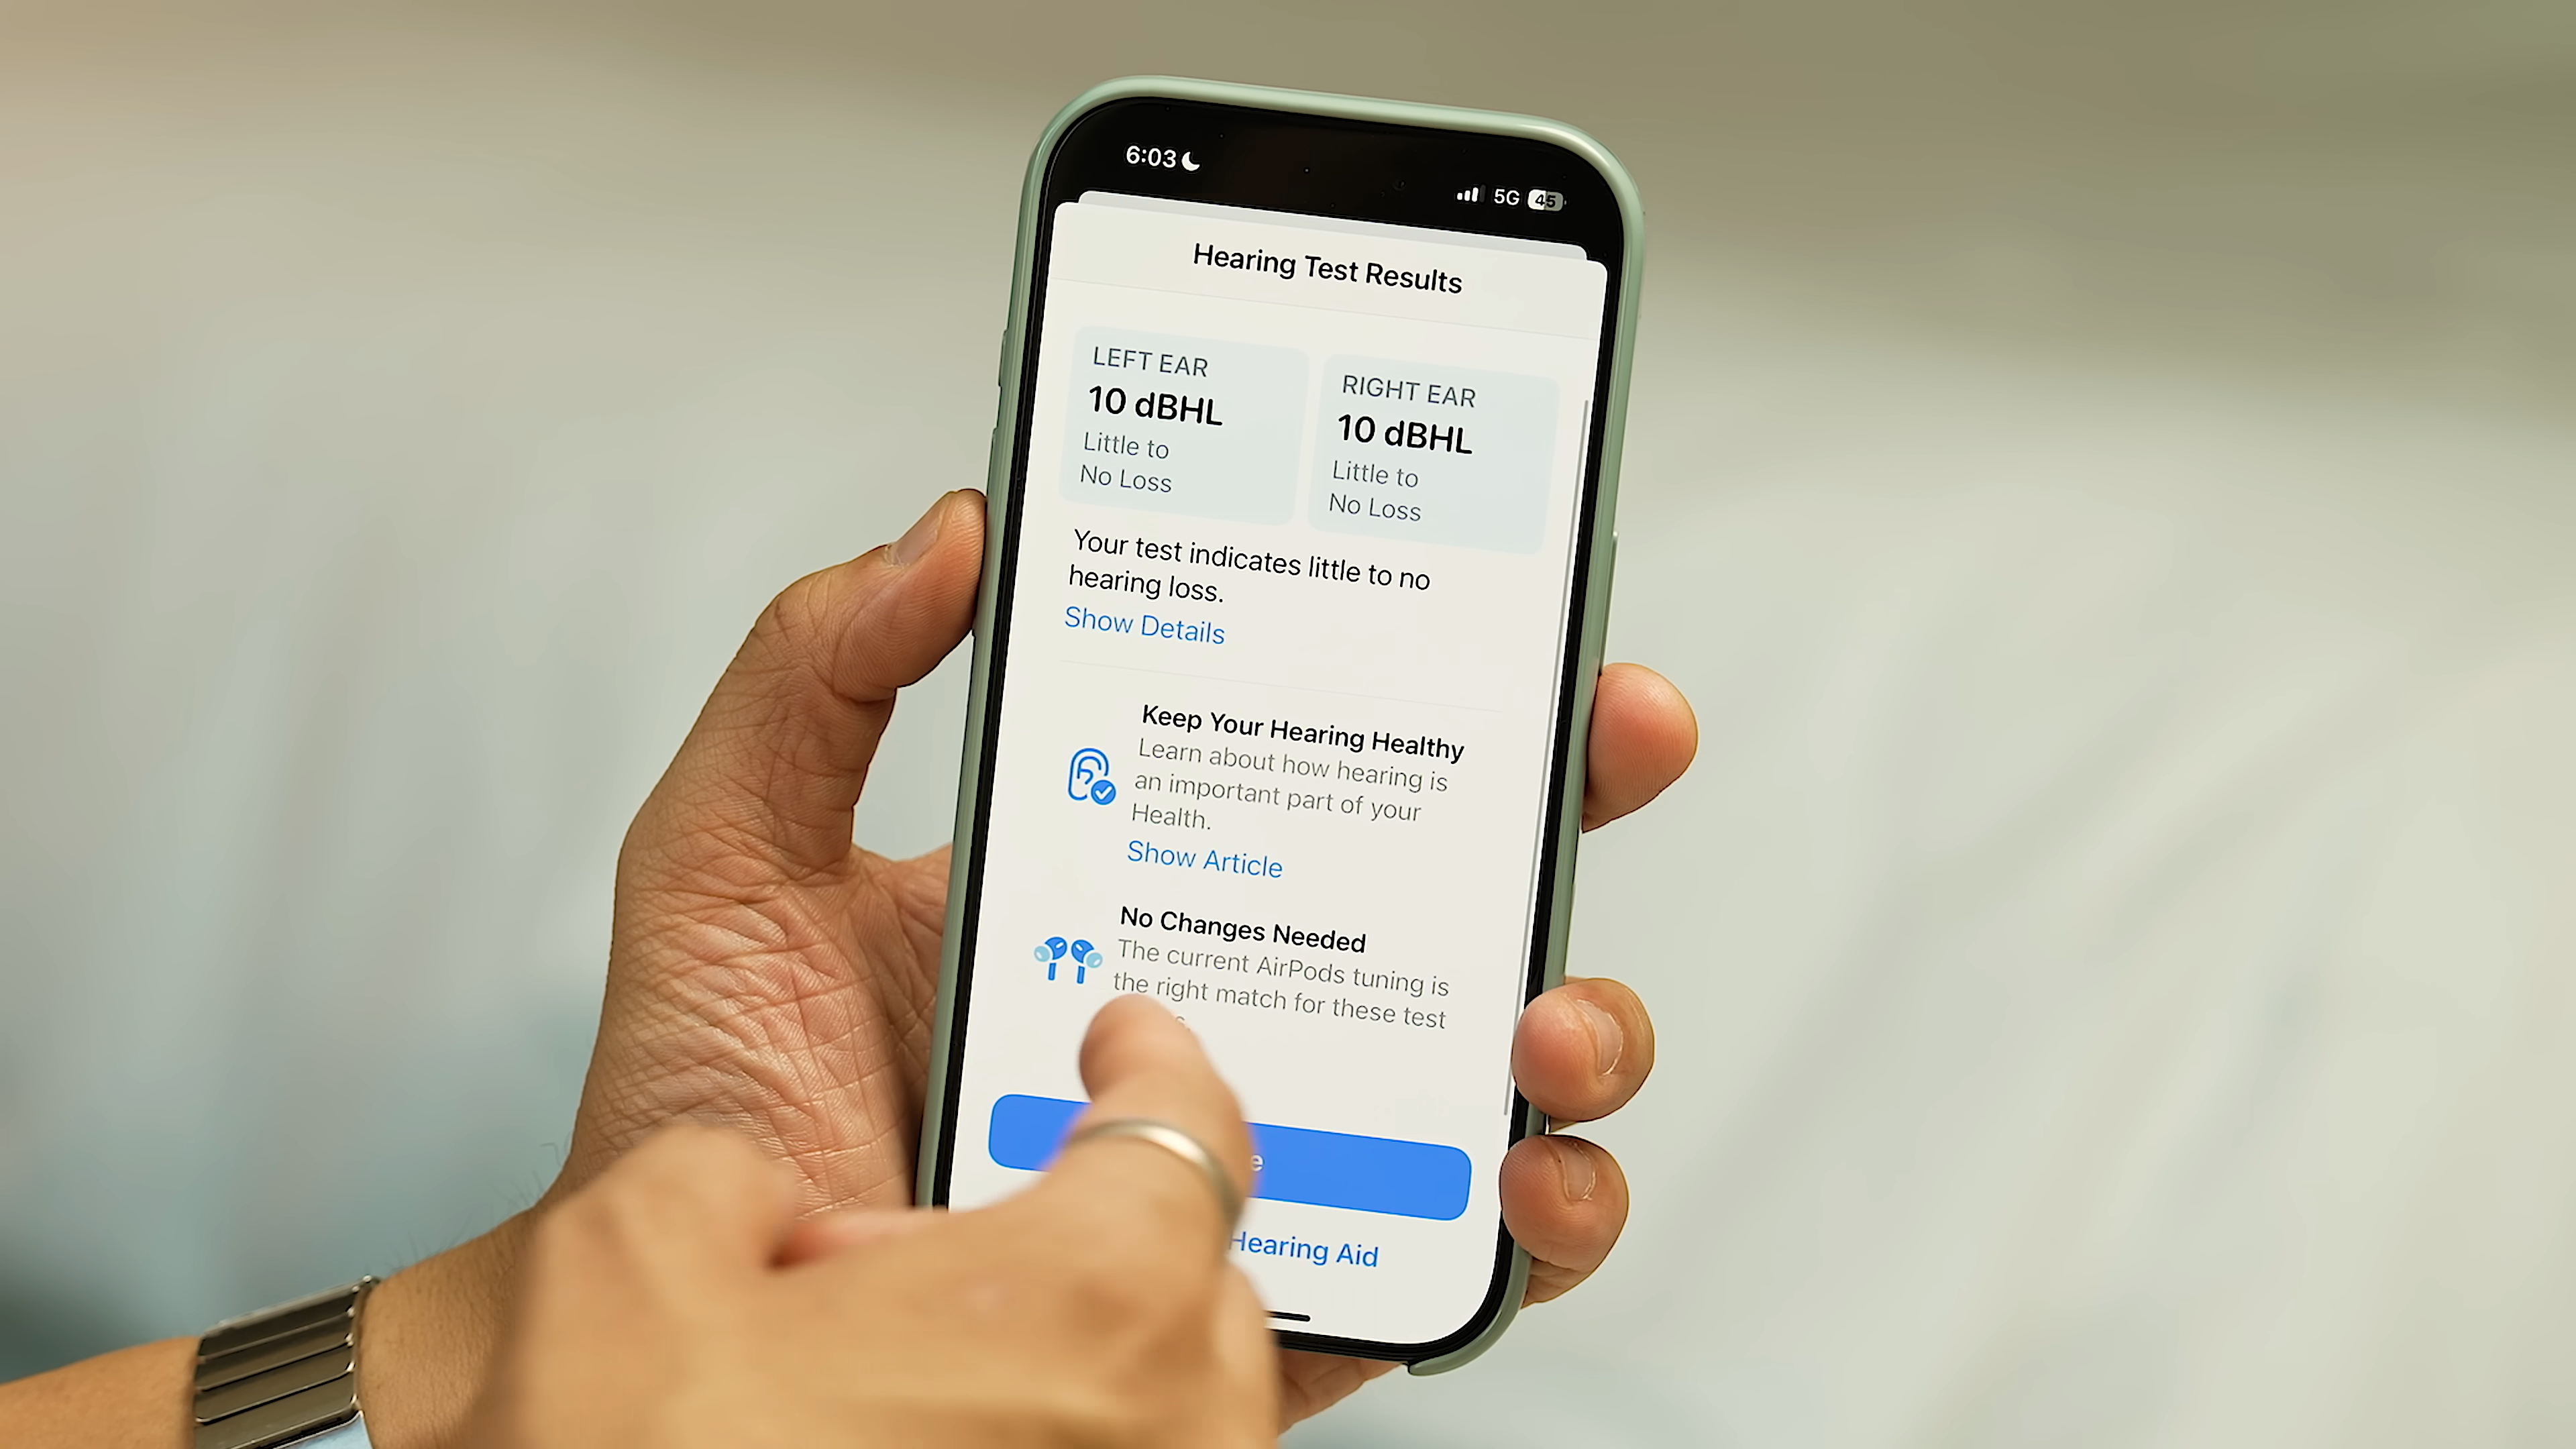 6:03
5G 45
Hearing Test Results
LEFT EAR
10 dBHL
Little to
No Loss
RIGHT EAR
10 dBHL
Little to
No Loss
Your test indicates little to no
hearing loss.
Show Details
Keep Your Hearing Healthy
Learn about how hearing is
an important part of your
Health.
Show Article
No Changes Needed
The current AirPods tuning is
the right match for these test
Hearing Aid